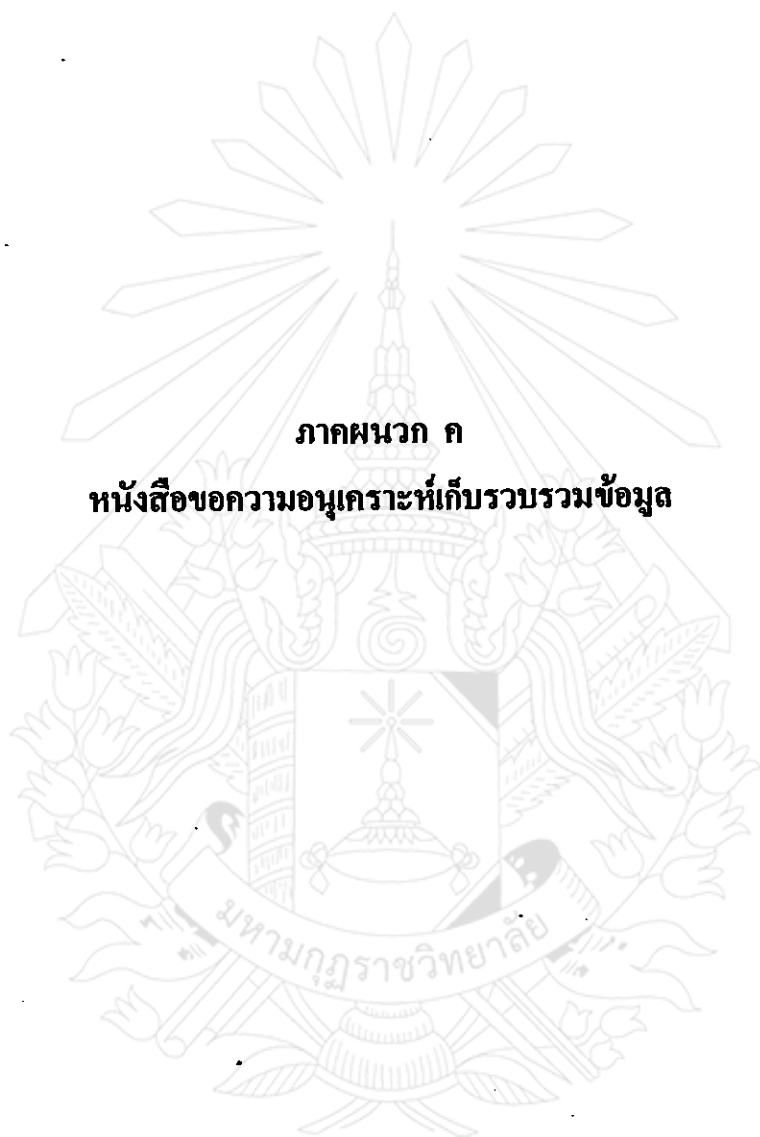 ภาคผนวก ค
หนังสือขอความอนุเคราะห์เก็บรวบรวมข้อมูล
มหามกุฏราชวิทยาลัย